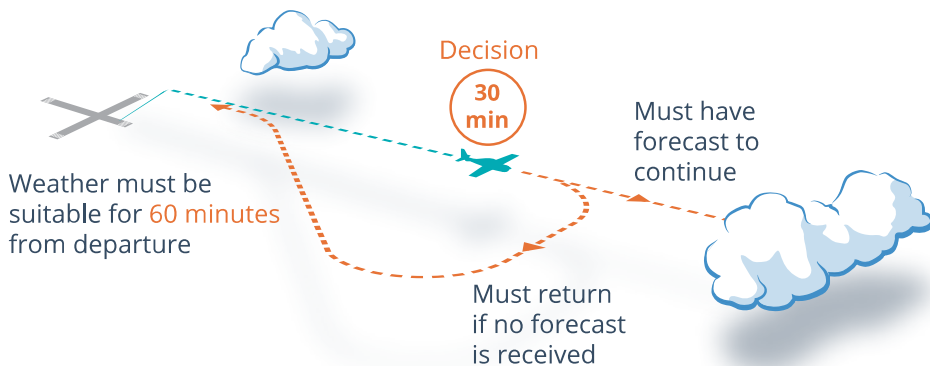 Decision
30
min
Must have
forecast to
continue
Weather must be
suitable for 60 minutes
from departure
Must return
if no forecast
is received